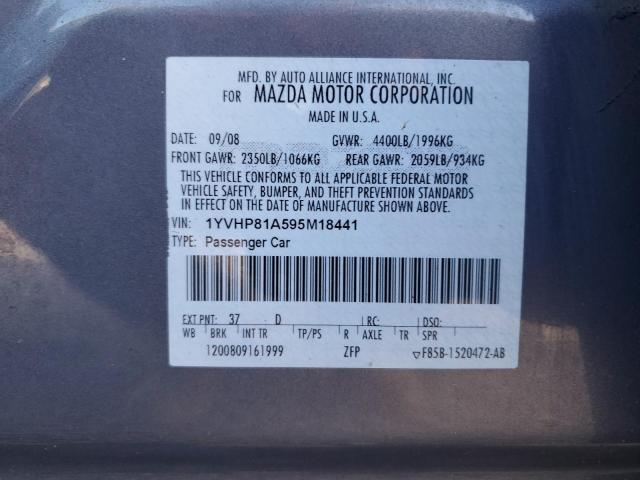 MFD. BY AUTO ALLIANCE INTERNATIONAL, INC.
FOR MAZDA MOTOR CORPORATION
MADE IN U.S.A.
DATE: 09/08 GVWR: 4400LB/1996KG
FRONT GAWR: 2350LB/1066KG REAR GAWR: 2059LB/934KG
THIS VEHICLE CONFORMS TO ALL APPLICABLE FEDERAL MOTOR
VEHICLE SAFETY, BUMPER, AND THEFT PREVENTION STANDARDS
IN EFFECT ON THE DATE OF MANUFACTURE SHOWN ABOVE.
VIN: 1YVHP81A595M18441
TYPE: Passenger Car
EXT PNT: 37 D RC: DSO:
WB BRK INT TR TP/PS R AXLE TR SPR
1200809161999 ZFP F85B-1520472-AB